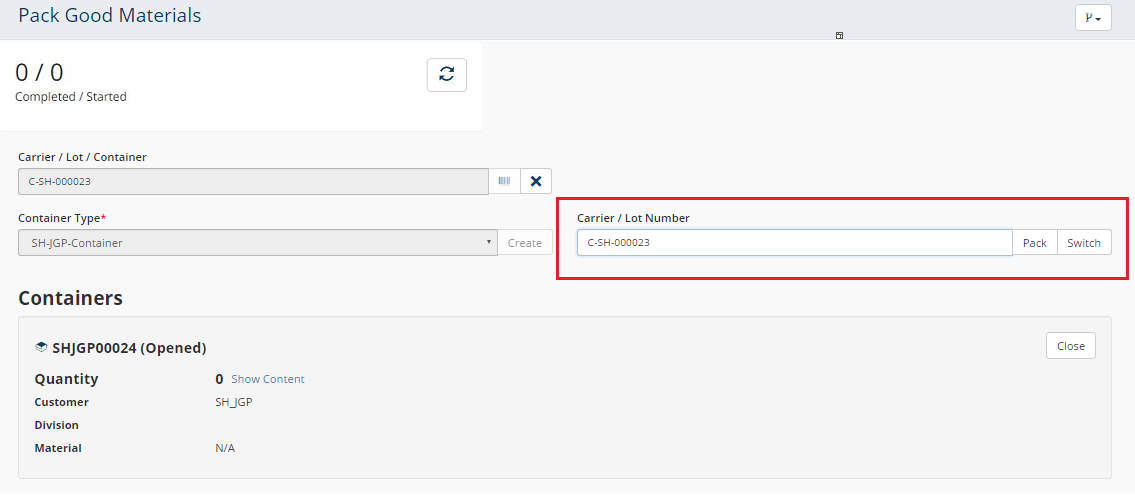 Pack Good Materials
0 / 0
Completed / Started
Carrier / Lot / Container
C-SH-000023
Container Type*
SH-JGP-Container
Create
Carrier / Lot Number
C-SH-000023
Pack
Switch
Containers
SHJGP00024 (Opened)
Close
Quantity 0 Show Content
Customer SH_JGP
Division
Material N/A